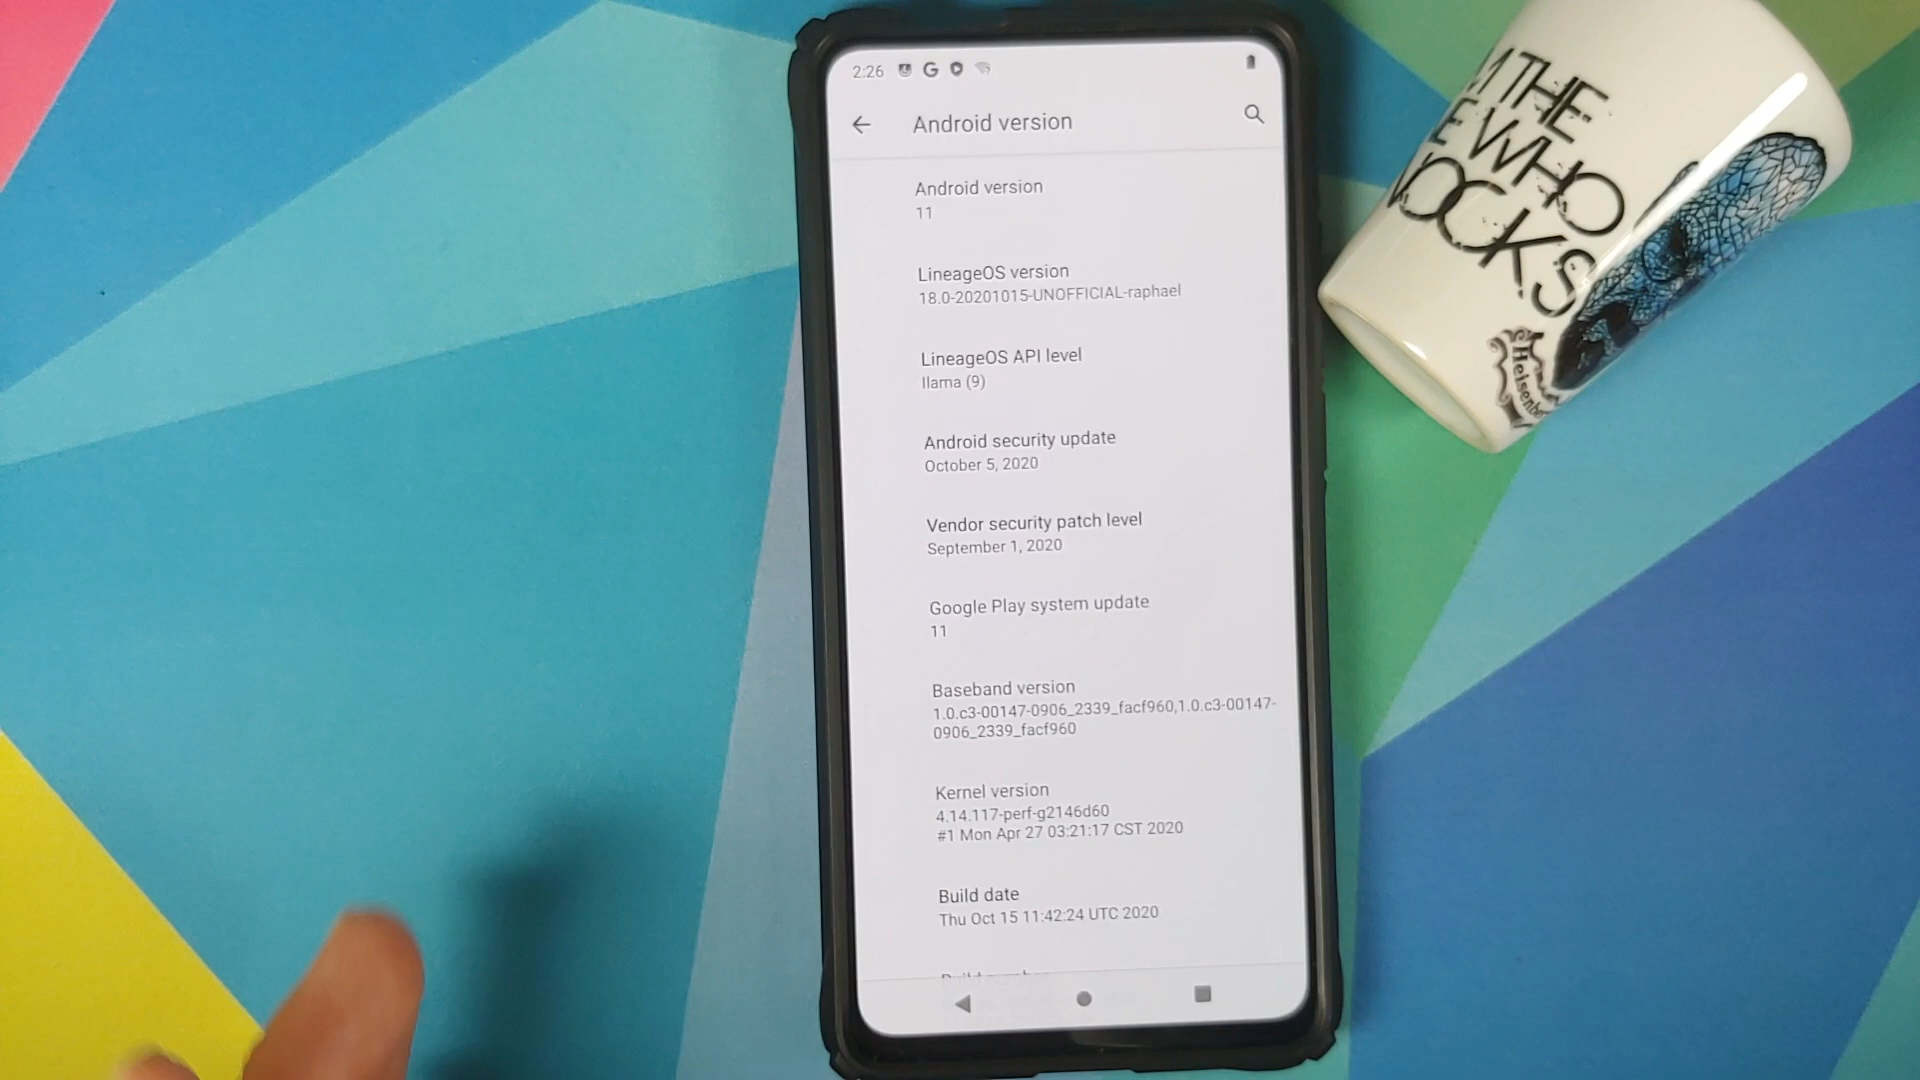 2:26
Android version
Android version
11
LineageOS version
18.0-20201015-UNOFFICIAL-raphael
LineageOS API level
llama (9)
Android security update
October 5, 2020
Vendor security patch level
September 1, 2020
Google Play system update
11
Baseband version
1.0.c3-00147-0906_2339_facf960,1.0.c3-00147-
0906_2339_facf960
Kernel version
4.14.117-perf-g2146d60
#1 Mon Apr 27 03:21:17 CST 2020
Build date
Thu Oct 15 11:42:24 UTC 2020
THE
WHO